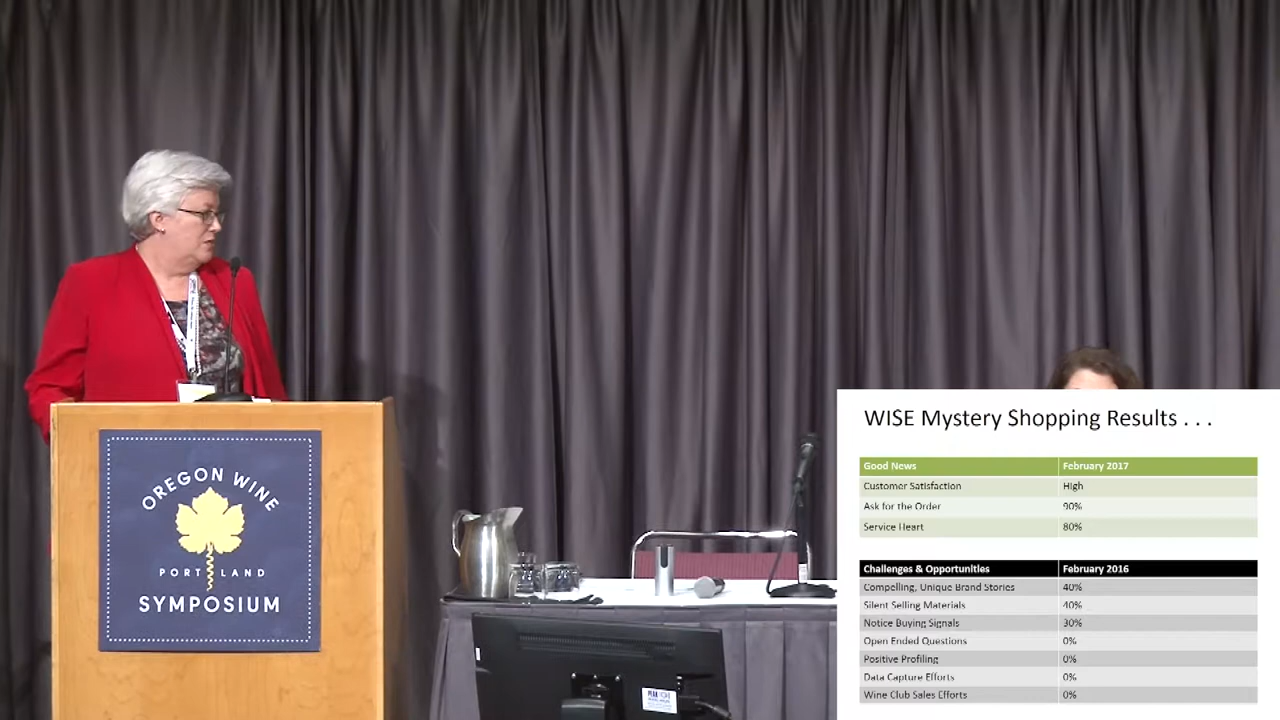 OREGON WINE
PORTLAND
SYMPOSIUM
WISE Mystery Shopping Results . . .
Good News February 2017
Customer Satisfaction High
Ask for the Order 90%
Service Heart 80%
Challenges & Opportunities February 2016
Compelling, Unique Brand Stories 40%
Silent Selling Materials 40%
Notice Buying Signals 30%
Open Ended Questions 0%
Positive Profiling 0%
Data Capture Efforts 0%
Wine Club Sales Efforts 0%